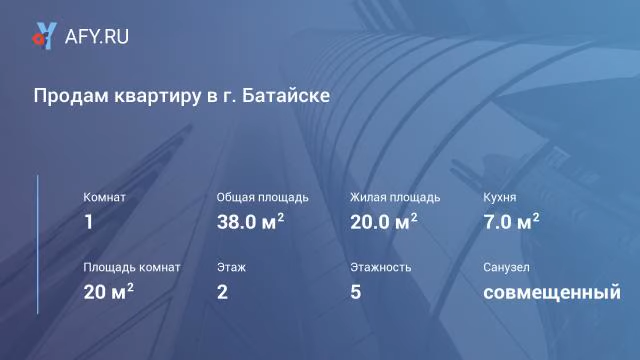 AFY.RU
Продам квартиру в г. Батайске
Комнат
1
Общая площадь
38.0 м²
Жилая площадь
20.0 м²
Кухня
7.0 м²
Площадь комнат
20 м²
Этаж
2
Этажность
5
Санузел
совмещенный